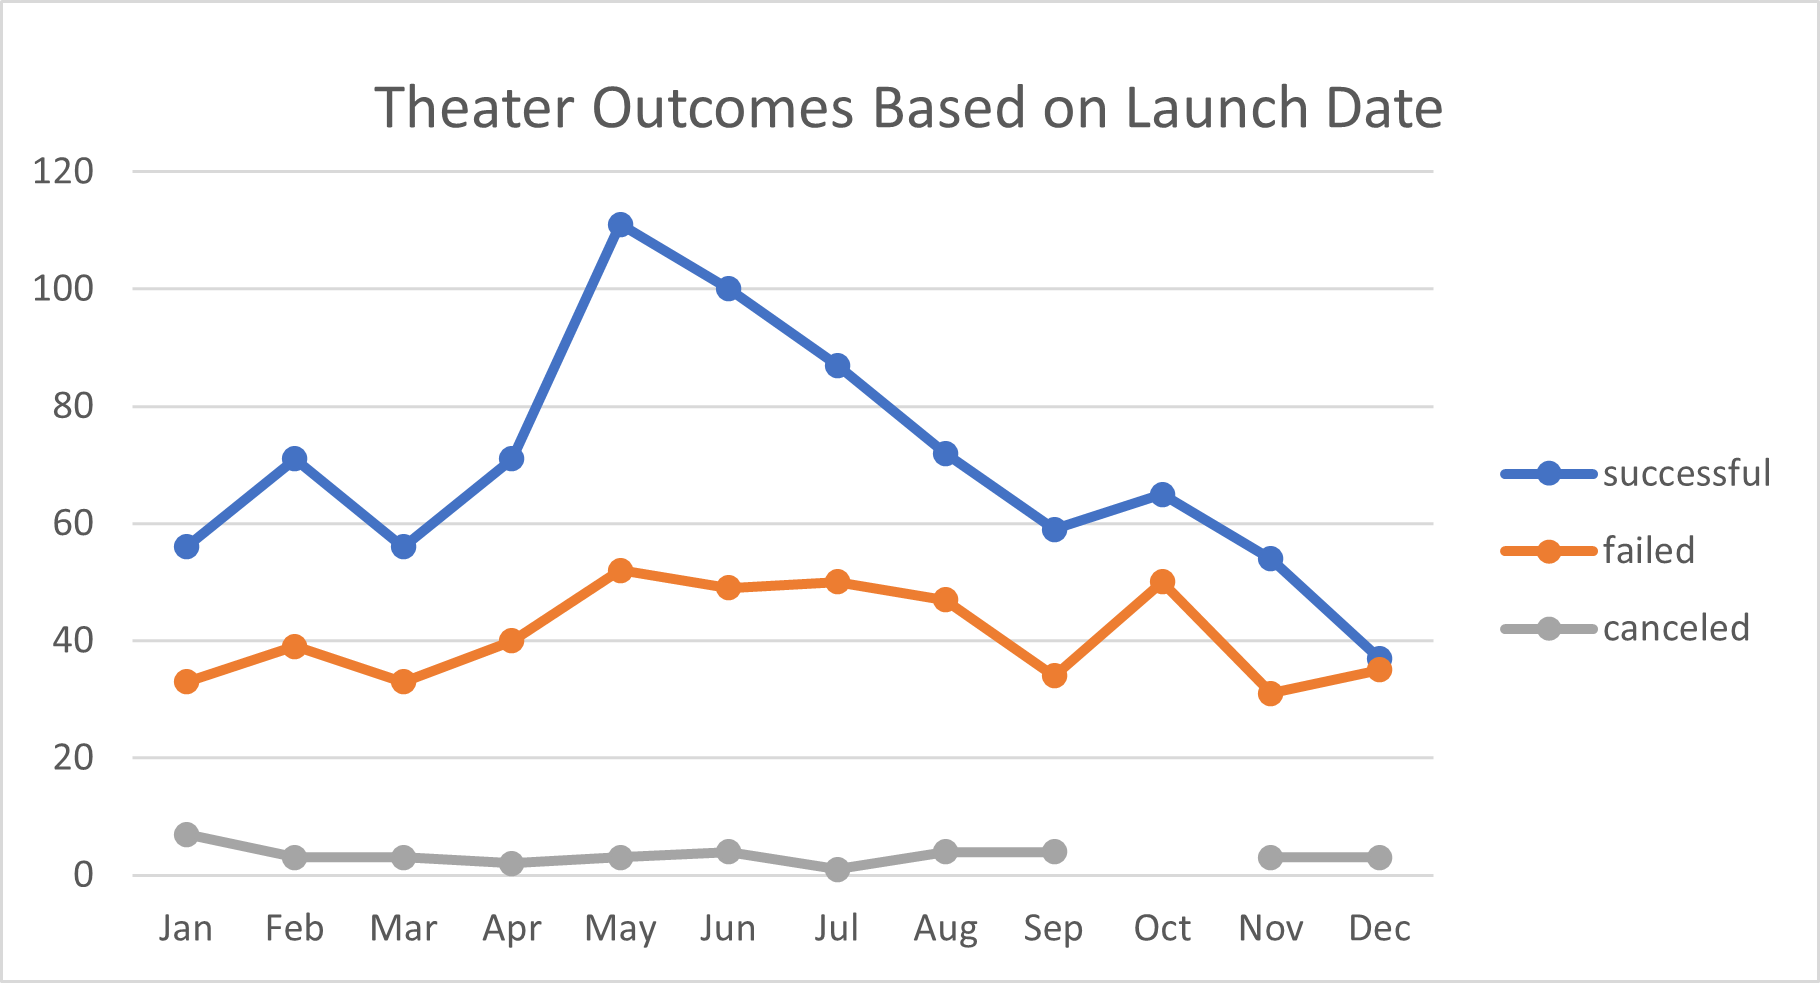 Theater Outcomes Based on Launch Date
120
100
80
60
40
20
0
Jan Feb Mar Apr May Jun Jul Aug Sep Oct Nov Dec
successful
failed
canceled